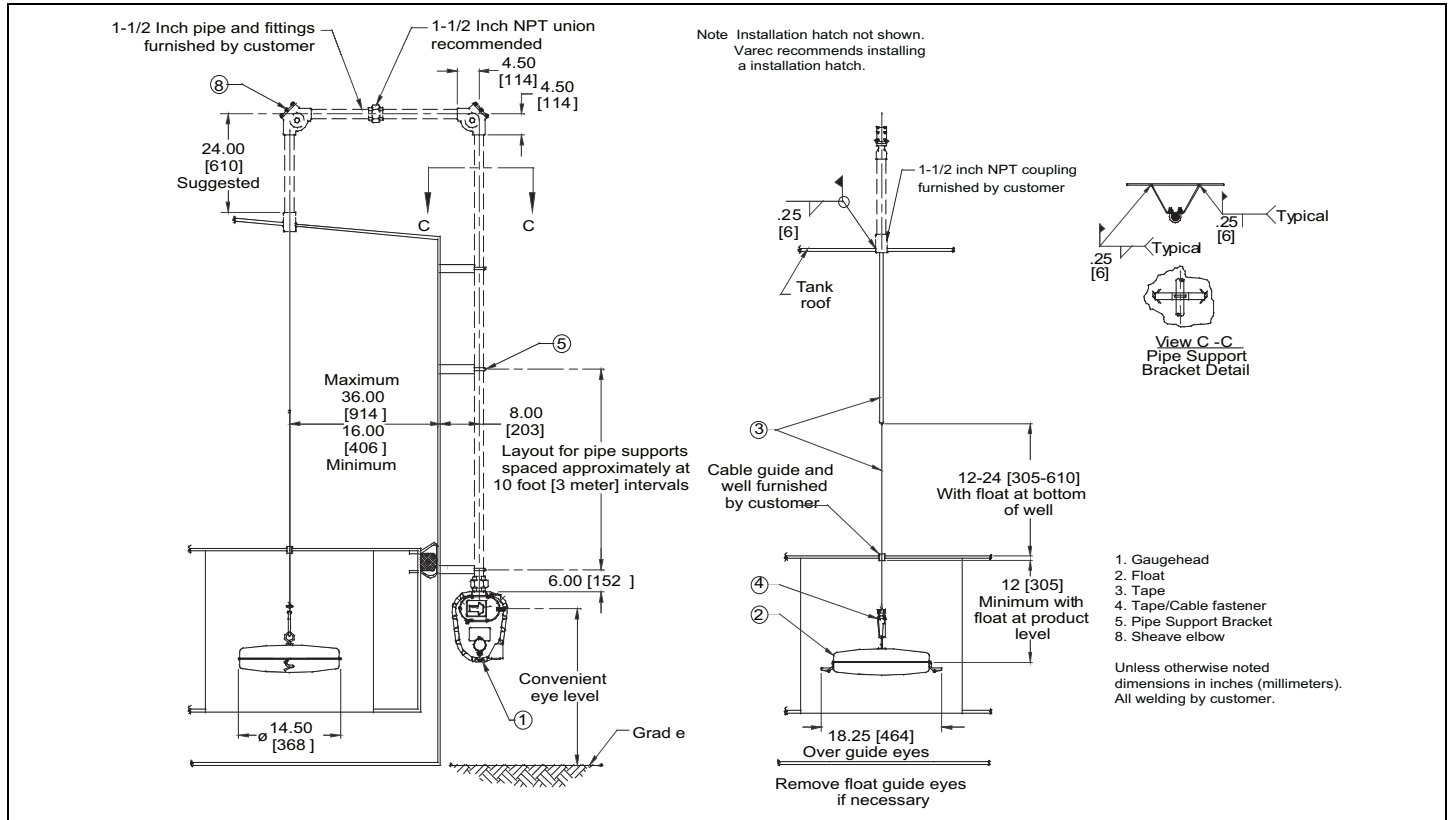 1-1/2 Inch pipe and fittings
furnished by customer
1-1/2 Inch NPT union
recommended
4.50
[114]
4.50
[114]
8
24.00
[610]
Suggested
C
C
5
Maximum
36.00
[914 ]
16.00
[406 ]
Minimum
8.00
[203]
Layout for pipe supports
spaced approximately at
10 foot [3 meter] intervals
6.00 [152 ]
Convenient
eye level
1
Grad e
ø 14.50
[368 ]
Note Installation hatch not shown.
Varec recommends installing
a installation hatch.
1-1/2 inch NPT coupling
furnished by customer
.25
[6]
Tank
roof
3
Cable guide and
well furnished
by customer
12-24 [305-610]
With float at bottom
of well
4
2
12 [305]
Minimum with
float at product
level
18.25 [464]
Over guide eyes
Remove float guide eyes
if necessary
.25
[6]
Typical
.25
[6]
Typical
View C -C
Pipe Support
Bracket Detail
1. Gaugehead
2. Float
3. Tape
4. Tape/Cable fastener
5. Pipe Support Bracket
8. Sheave elbow
Unless otherwise noted
dimensions in inches (millimeters).
All welding by customer.